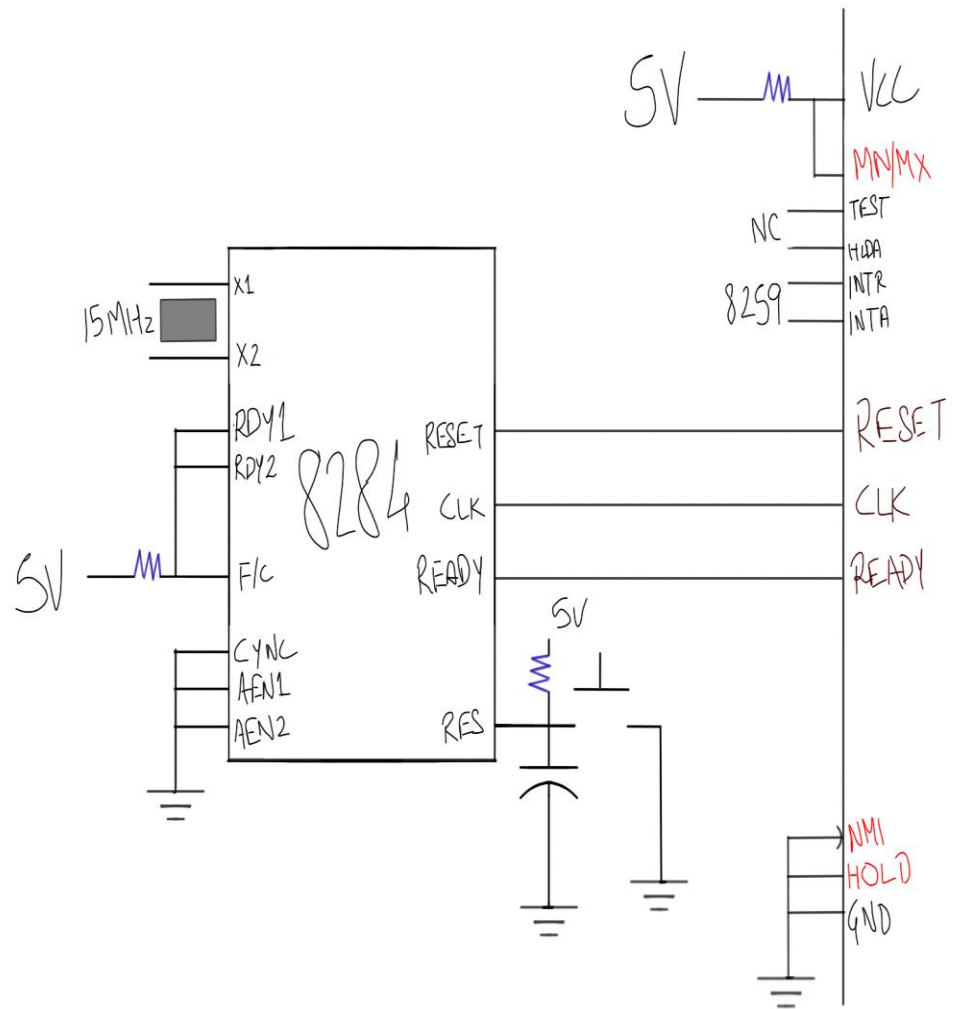 5V
VCC
MN/MX
TEST
NC
HLDA
INTR
8259
INTA
X1
15MHz
X2
RDY1
RDY2
8284
RESET
RESET
CLK
CLK
5V
F/C
READY
READY
5V
CYNC
AEN1
AEN2
RES
NMI
HOLD
GND